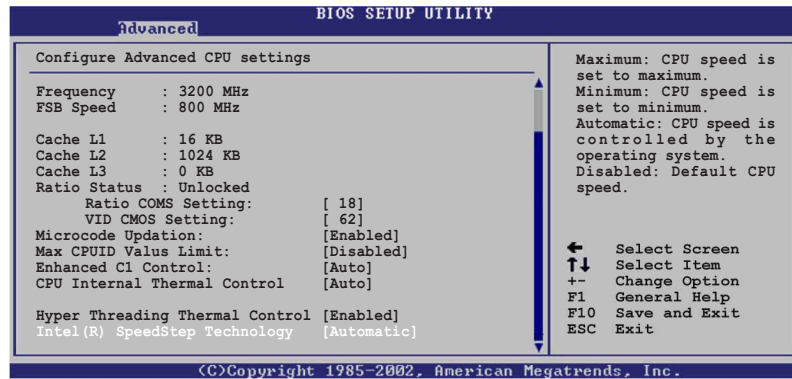 BIOS SETUP UTILITY
Advanced
Configure Advanced CPU settings
Frequency : 3200 MHz
FSB Speed : 800 MHz
Cache L1 : 16 KB
Cache L2 : 1024 KB
Cache L3 : 0 KB
Ratio Status : Unlocked
Ratio COMS Setting: [ 18]
VID CMOS Setting: [ 62]
Microcode Updation: [Enabled]
Max CPUID Valus Limit: [Disabled]
Enhanced C1 Control: [Auto]
CPU Internal Thermal Control [Auto]
Hyper Threading Thermal Control [Enabled]
Intel(R) SpeedStep Technology [Automatic]
Maximum: CPU speed is
set to maximum.
Minimum: CPU speed is
set to minimum.
Automatic: CPU speed is
controlled by the
operating system.
Disabled: Default CPU
speed.
← Select Screen
↑↓ Select Item
+- Change Option
F1 General Help
F10 Save and Exit
ESC Exit
(C)Copyright 1985-2002, American Megatrends, Inc.